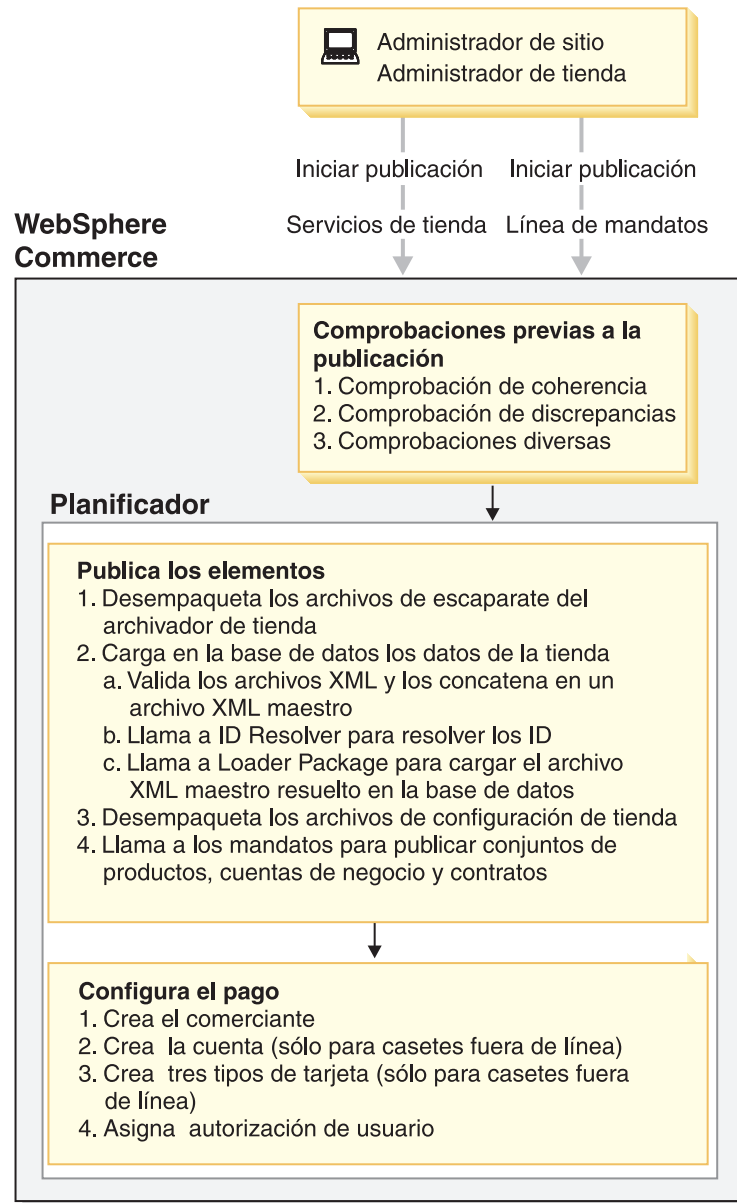 Administrador de sitio
Administrador de tienda
Iniciar publicación
Iniciar publicación
Servicios de tienda
Línea de mandatos
WebSphere
Commerce
Comprobaciones previas a la
publicación
1. Comprobación de coherencia
2. Comprobación de discrepancias
3. Comprobaciones diversas
Planificador
Publica los elementos
1. Desempaqueta los archivos de escaparate del
archivador de tienda
2. Carga en la base de datos los datos de la tienda
a. Valida los archivos XML y los concatena en un
archivo XML maestro
b. Llama a ID Resolver para resolver los ID
c. Llama a Loader Package para cargar el archivo
XML maestro resuelto en la base de datos
3. Desempaqueta los archivos de configuración de tienda
4. Llama a los mandatos para publicar conjuntos de
productos, cuentas de negocio y contratos
Configura el pago
1. Crea el comerciante
2. Crea la cuenta (sólo para casetes fuera de línea)
3. Crea tres tipos de tarjeta (sólo para casetes fuera
de línea)
4. Asigna autorización de usuario